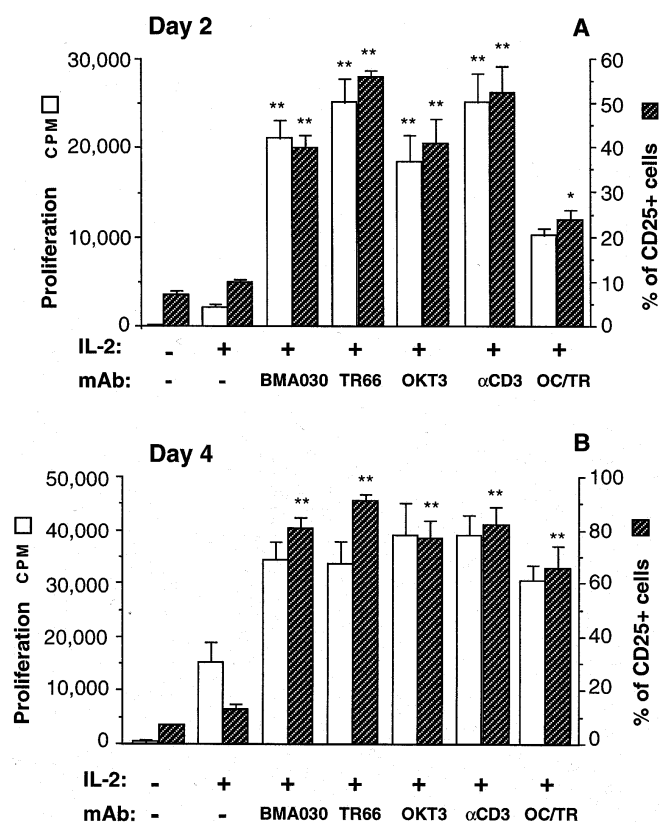 Day 2
A
30,000
20,000
10,000
0
Proliferation CPM
60
50
40
30
20
10
0
% of CD25+ cells
** ** ** ** ** ** ** ** *
IL-2: - + + + + + +
mAb: - - BMA030 TR66 OKT3 αCD3 OC/TR
Day 4
B
50,000
40,000
30,000
20,000
10,000
0
Proliferation CPM
100
80
60
40
20
0
% of CD25+ cells
** ** ** ** **
IL-2: - + + + + + +
mAb: - - BMA030 TR66 OKT3 αCD3 OC/TR